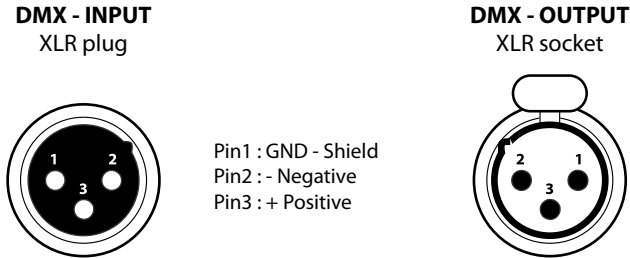 DMX - INPUT
XLR plug
DMX - OUTPUT
XLR socket
1 2
3
Pin1 : GND - Shield
Pin2 : - Negative
Pin3 : + Positive
2 1
3